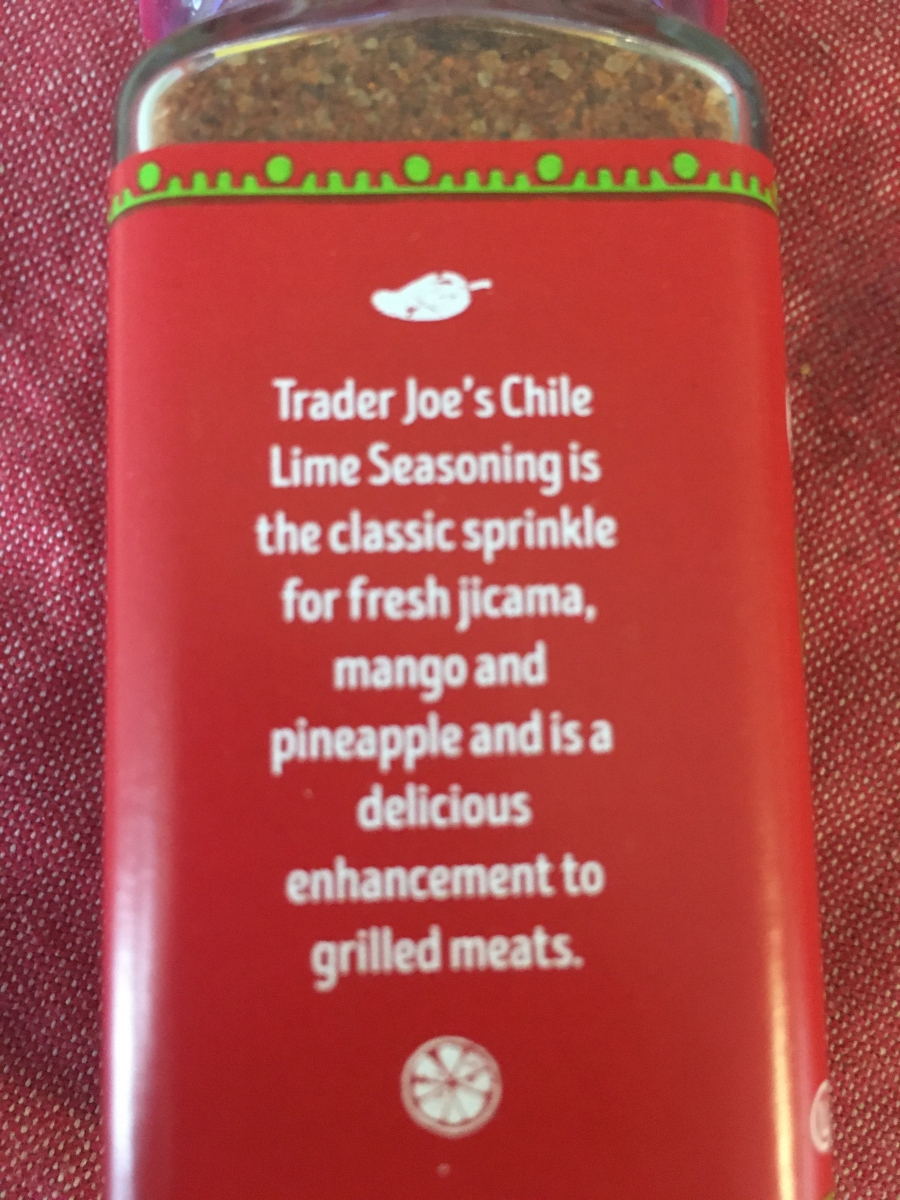 Trader Joe's Chile
Lime Seasoning is
the classic sprinkle
for fresh jicama,
mango and
pineapple and is a
delicious
enhancement to
grilled meats.